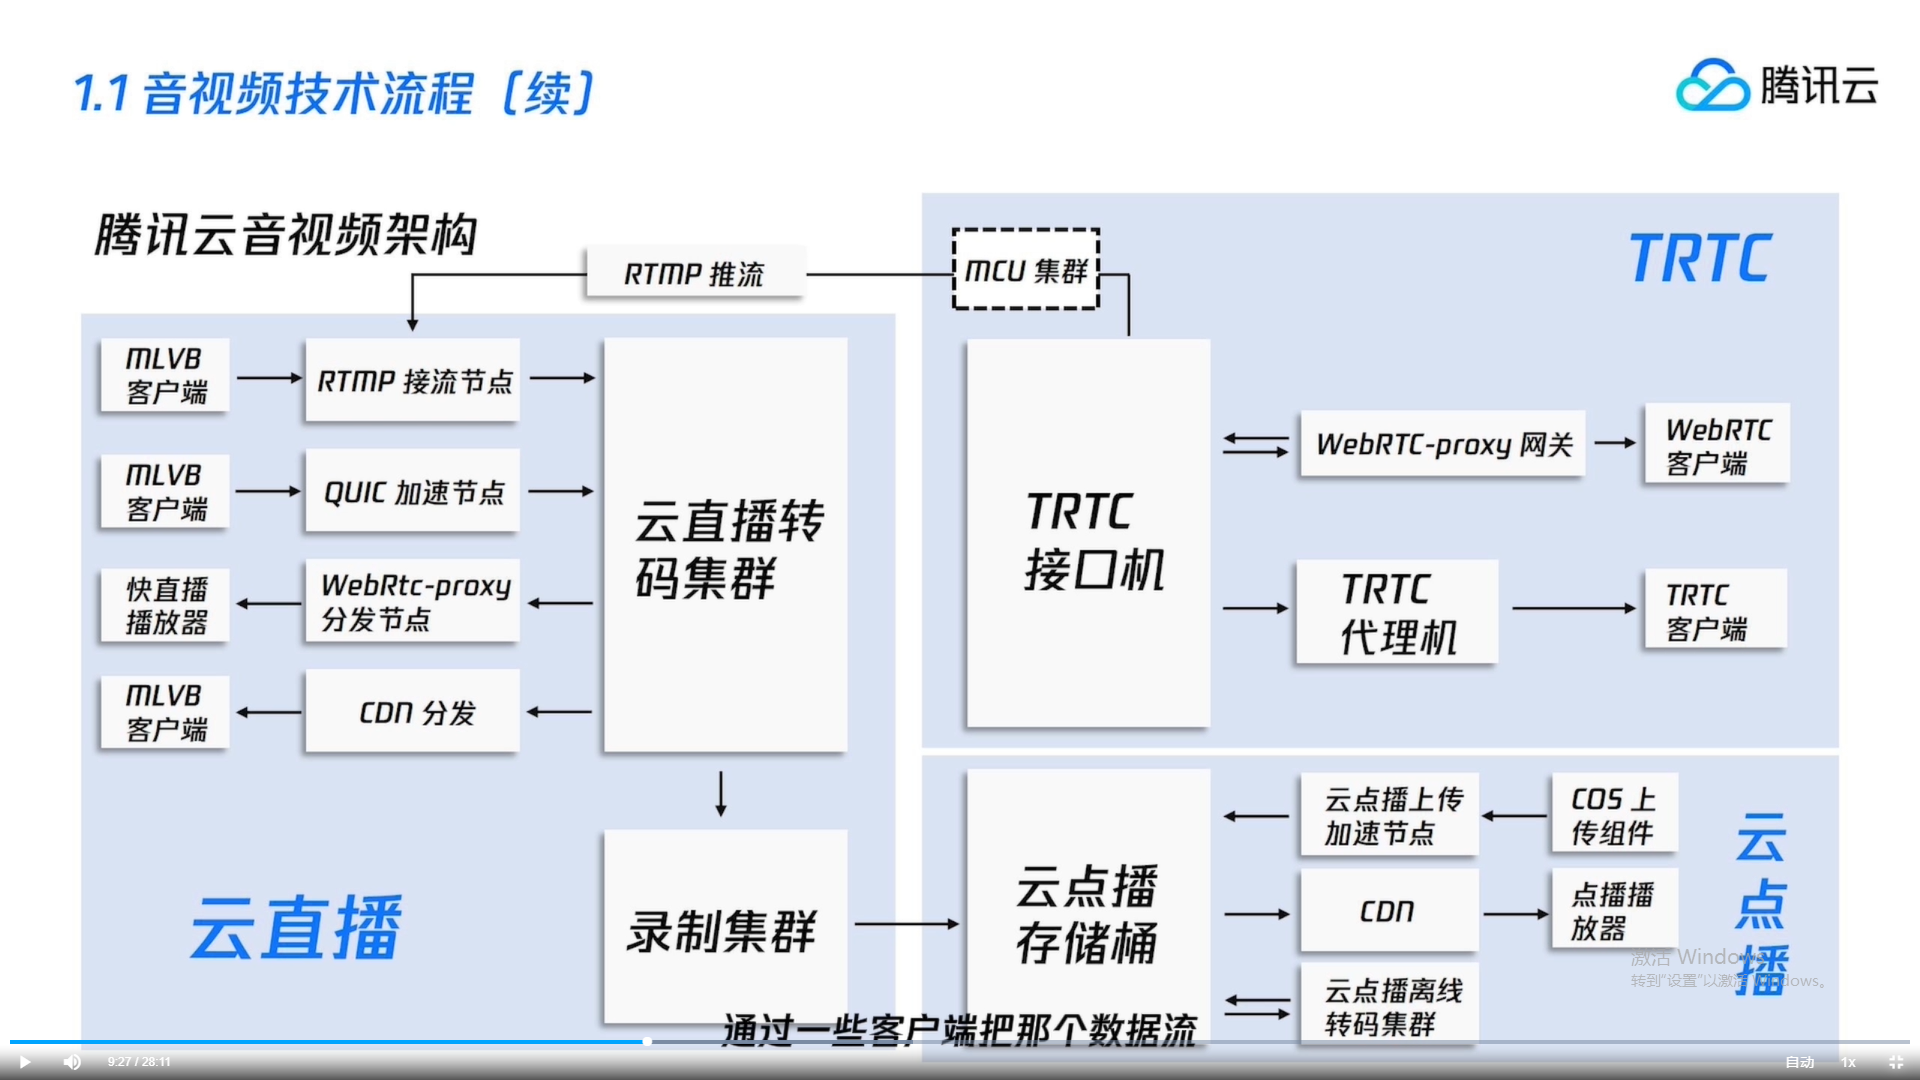 1.1 音视频技术流程（续）
腾讯云
腾讯云音视频架构
RTMP 推流
MCU 集群
TRTC
MLVB
客户端
RTMP 接流节点
MLVB
客户端
QUIC 加速节点
快直播
播放器
WebRtc-proxy
分发节点
MLVB
客户端
CDN 分发
云直播转
码集群
云直播
录制集群
TRTC
接口机
WebRTC-proxy 网关
WebRTC
客户端
TRTC
代理机
TRTC
客户端
云点播
存储桶
云点播上传
加速节点
COS 上
传组件
CDN
点播播
放器
云点播离线
转码集群
云
点
播
激活 Windows
转到“设置”以激活 Windows。
通过一些客户端把那个数据流
9:27 / 28:11
自动
1x